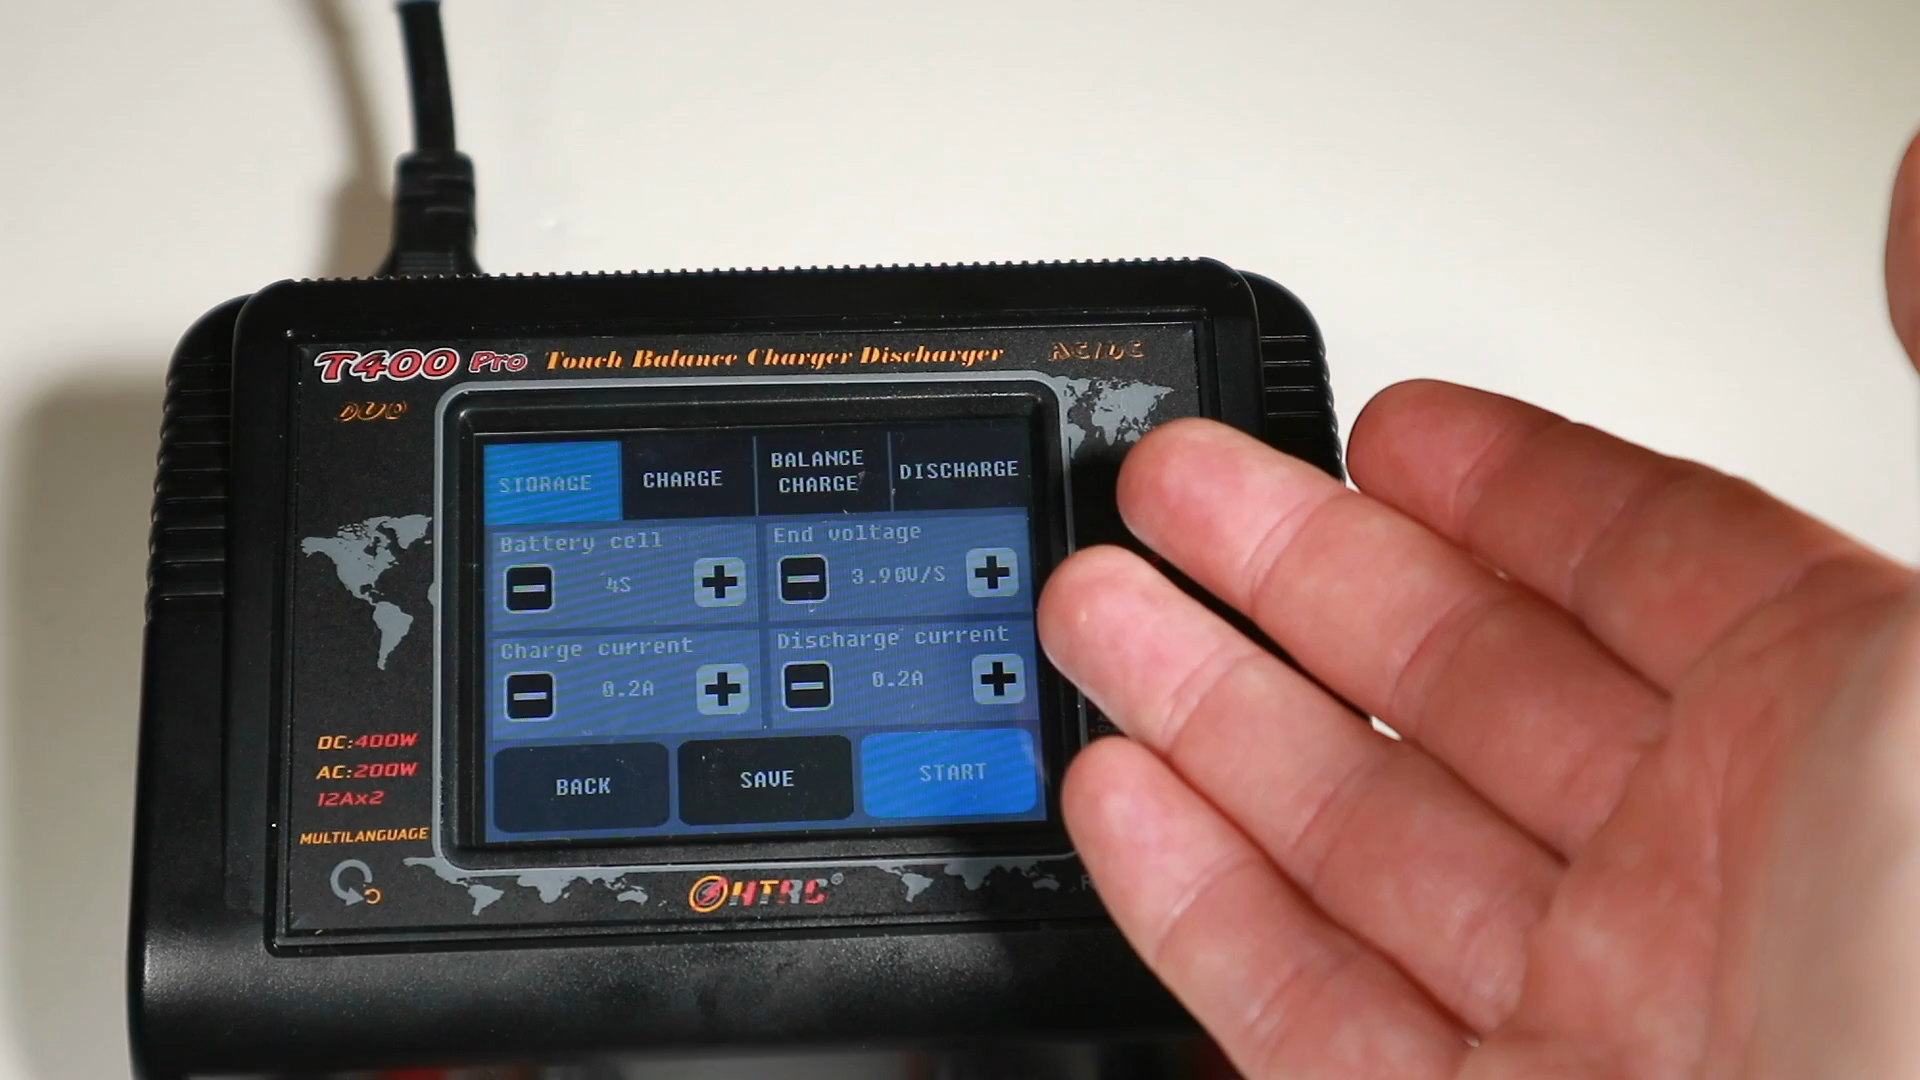 T400 Pro Touch Balance Charger Discharger AC/DC
DUO
STORAGE
CHARGE
BALANCE
CHARGE
DISCHARGE
Battery cell
4S
End voltage
3.90V/S
Charge current
0.2A
Discharge current
0.2A
BACK
SAVE
START
DC:400W
AC:200W
12Ax2
MULTILANGUAGE
HTRC®